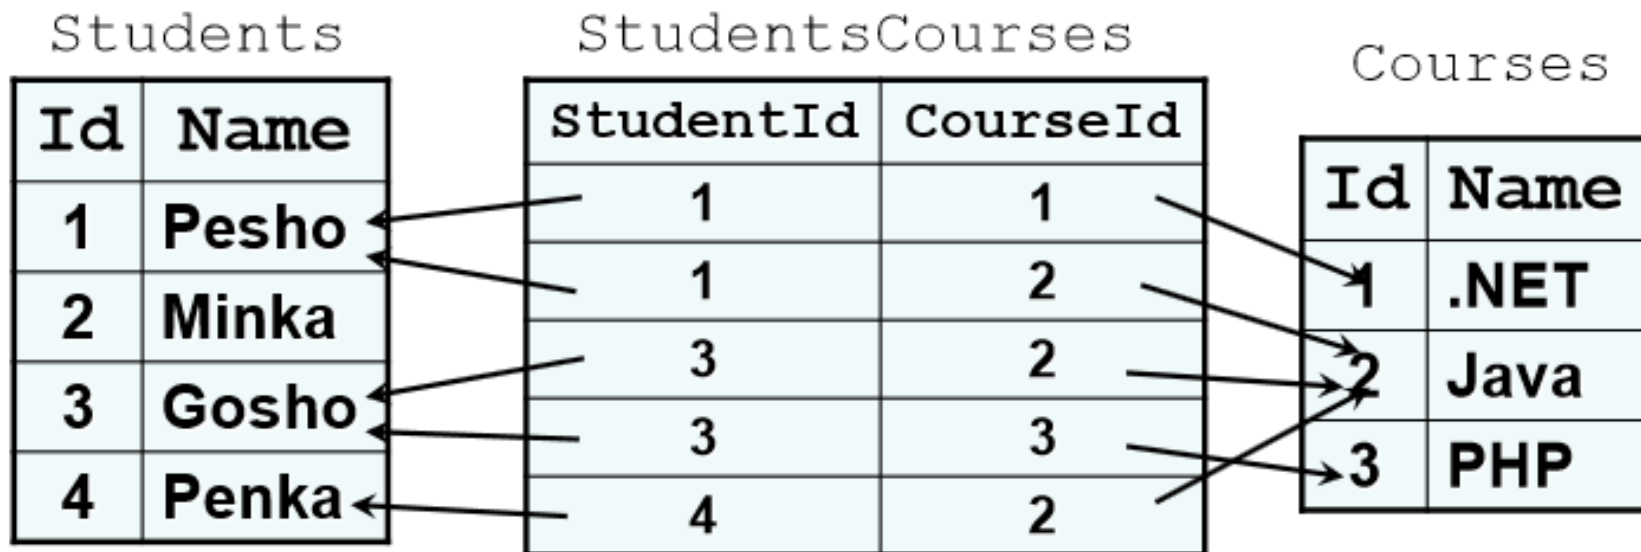 Students
Id Name
1 Pesho
2 Minka
3 Gosho
4 Penka
StudentsCourses
StudentId CourseId
1 1
1 2
3 2
3 3
4 2
Courses
Id Name
1 .NET
2 Java
3 PHP